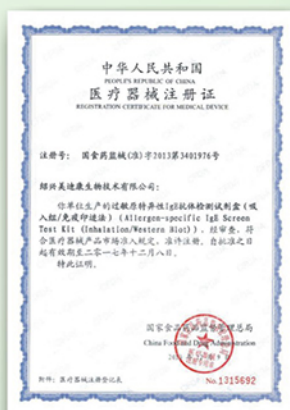 中华人民共和国
PEOPLE'S REPUBLIC OF CHINA
医疗器械注册证
REGISTRATION CERTIFICATE FOR MEDICAL DEVICE
注册号： 国食药监械(准)字2013第3401976号
绍兴美迪康生物技术有限公司：
你单位生产的过敏原特异性IgE抗体检测试剂盒（吸
入组/免疫印迹法）（Allergen-specific IgE Screen
Test Kit (Inhalation/Western Blot)），经审查，符
合医疗器械产品市场准入规定，准许注册，自批准之日
起有效期至二零一七年十二月八日。
特此证明。
国家食品药品监督管理总局
China Food and Drug Administration
附件：医疗器械注册登记表
No.1315692